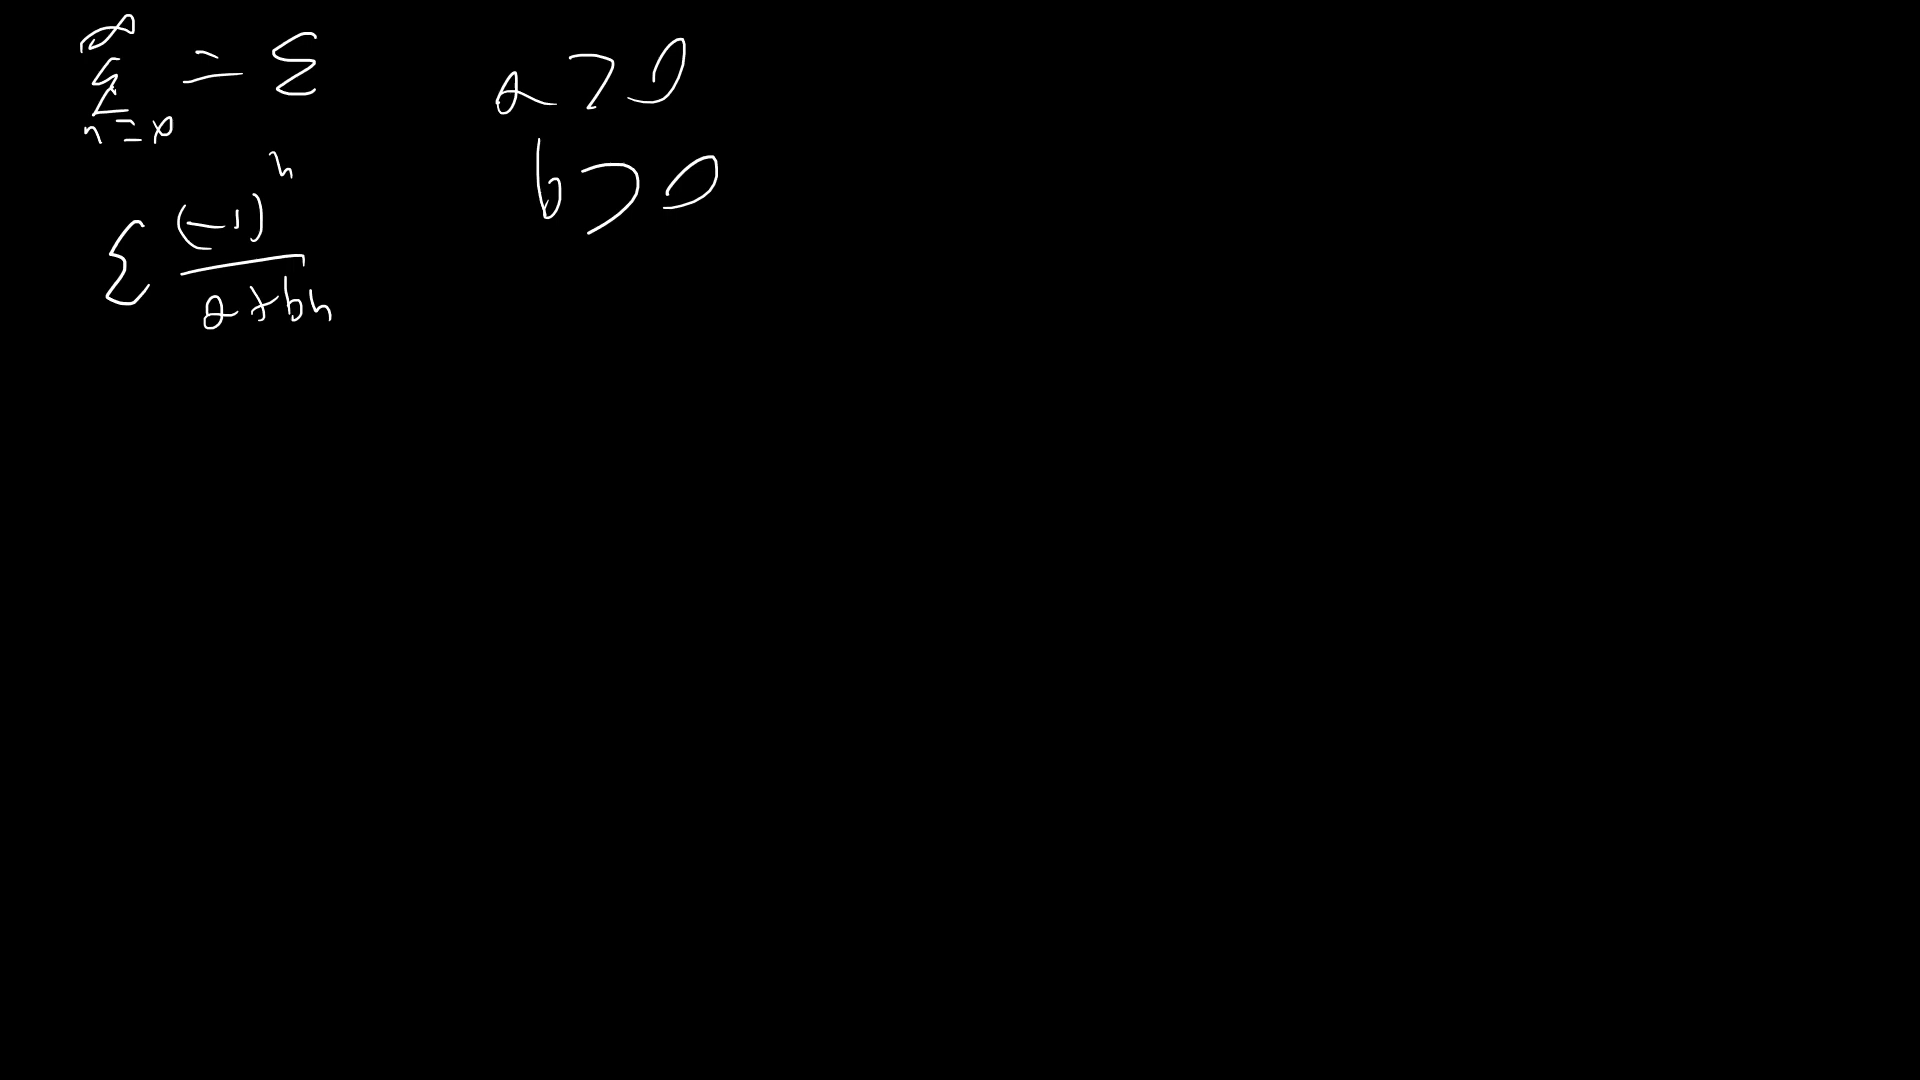 ∞
Σ = Σ
n=0
a>0
b>0
Σ (-1)^n
a+bn